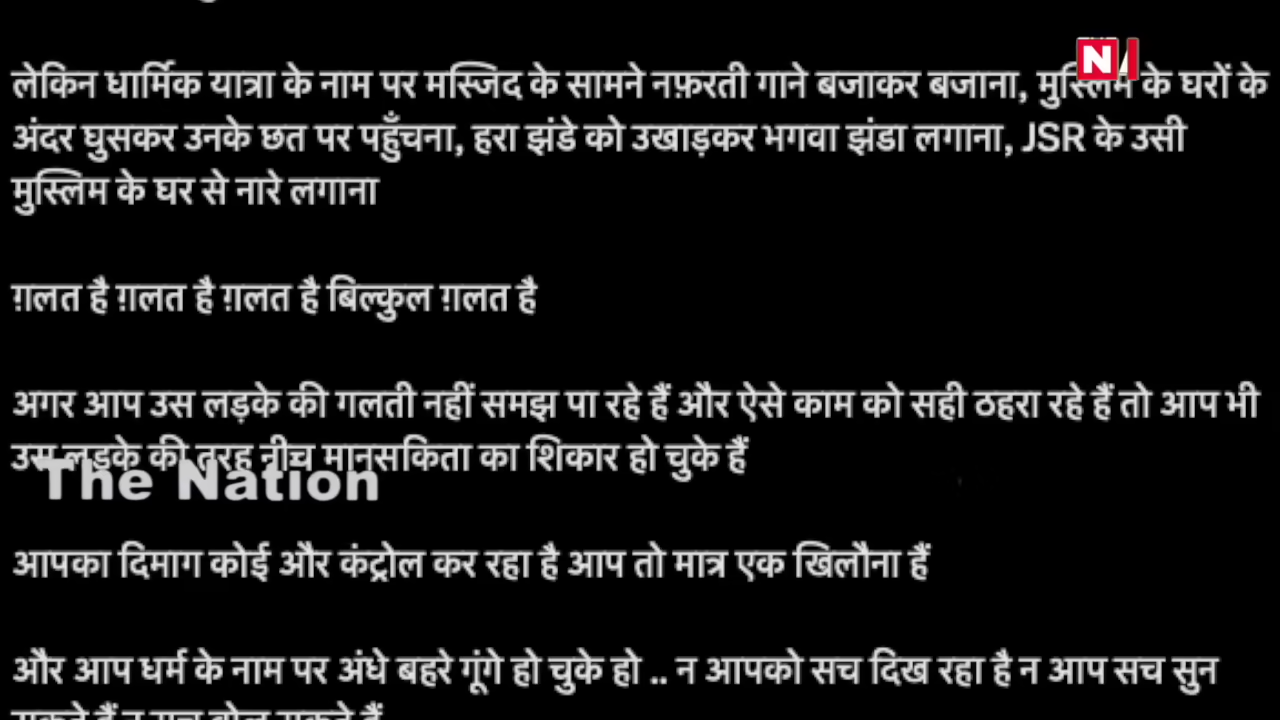 लेकिन धार्मिक यात्रा के नाम पर मस्जिद के सामने नफ़रती गाने बजाकर बजाना, मुस्लिम के घरों के
अंदर घुसकर उनके छत पर पहुँचना, हरा झंडे को उखाड़कर भगवा झंडा लगाना, JSR के उसी
मुस्लिम के घर से नारे लगाना
ग़लत है ग़लत है ग़लत है बिल्कुल ग़लत है
अगर आप उस लड़के की गलती नहीं समझ पा रहे हैं और ऐसे काम को सही ठहरा रहे हैं तो आप भी
उस लड़के की तरह नीच मानसकिता का शिकार हो चुके हैं
The Nation
आपका दिमाग कोई और कंट्रोल कर रहा है आप तो मात्र एक खिलौना हैं
और आप धर्म के नाम पर अंधे बहरे गूंगे हो चुके हो .. न आपको सच दिख रहा है न आप सच सुन